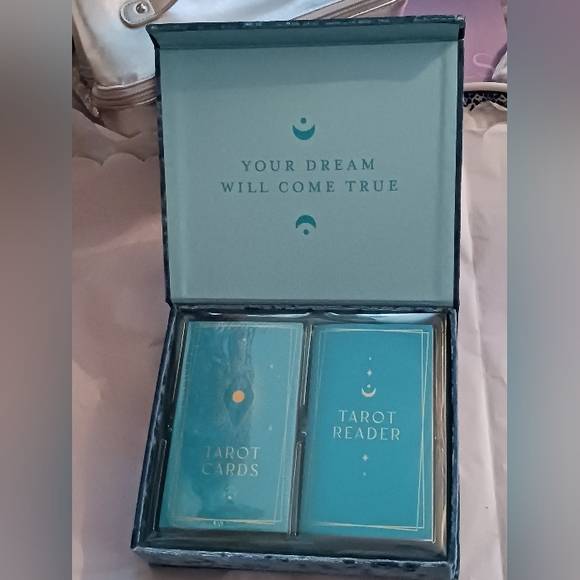 YOUR DREAM
WILL COME TRUE
TAROT
CARDS
TAROT
READER